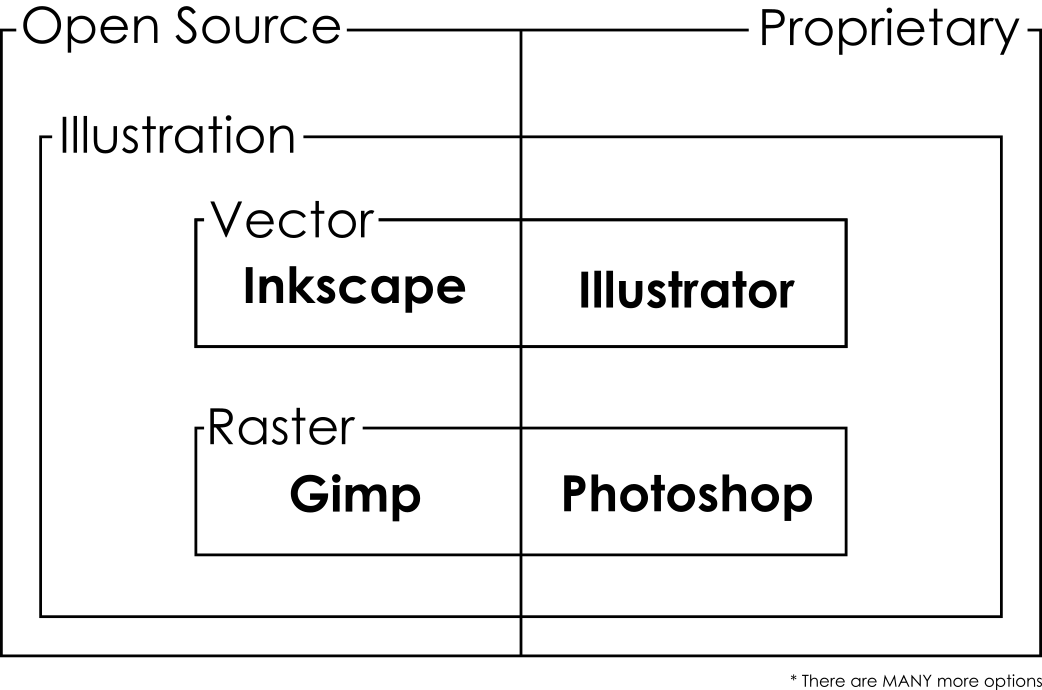 Open Source
Proprietary
Illustration
Vector
Inkscape
Illustrator
Raster
Gimp
Photoshop
* There are MANY more options